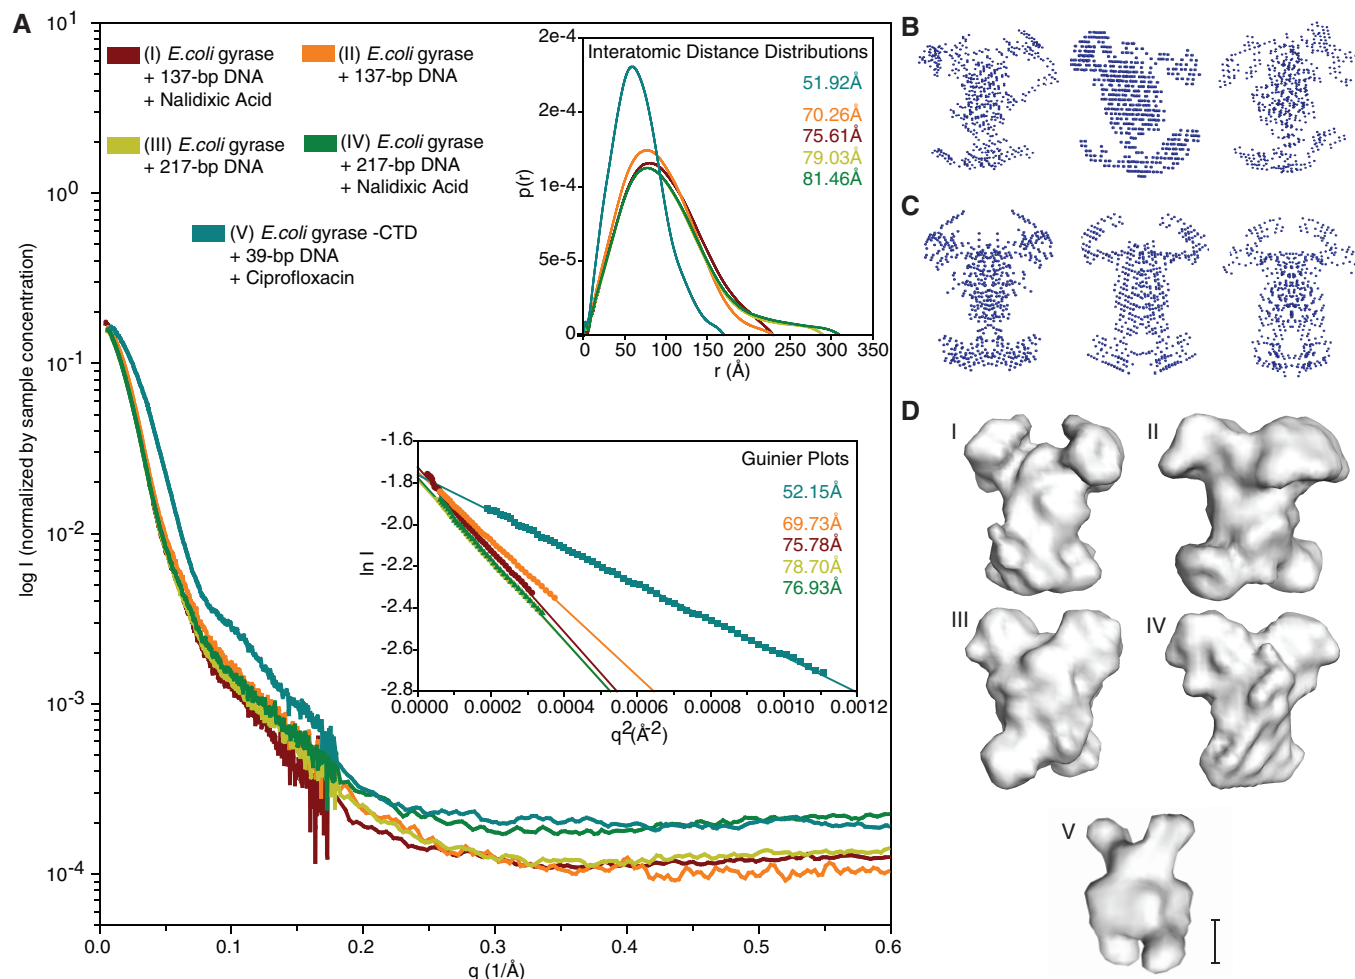 A
log I (normalized by sample concentration)
10¹
10⁰
10⁻¹
10⁻²
10⁻³
10⁻⁴
0.0
0.1
0.2
0.3
0.4
0.5
0.6
q (1/Å)
(I) E.coli gyrase
+ 137-bp DNA
+ Nalidixic Acid
(II) E.coli gyrase
+ 137-bp DNA
(III) E.coli gyrase
+ 217-bp DNA
(IV) E.coli gyrase
+ 217-bp DNA
+ Nalidixic Acid
(V) E.coli gyrase -CTD
+ 39-bp DNA
+ Ciprofloxacin
Interatomic Distance Distributions
51.92Å
70.26Å
75.61Å
79.03Å
81.46Å
p(r)
2e-4
2e-4
1e-4
5e-5
0
0
50
100
150
200
250
300
350
r (Å)
Guinier Plots
52.15Å
69.73Å
75.78Å
78.70Å
76.93Å
ln I
-1.6
-1.8
-2.0
-2.2
-2.4
-2.6
-2.8
0.0000
0.0002
0.0004
0.0006
0.0008
0.0010
0.0012
q²(Å⁻²)
B
C
D
I
II
III
IV
V